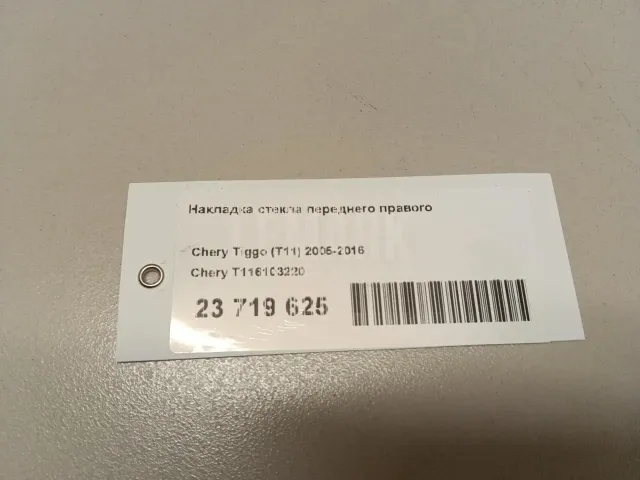 Накладка стекла переднего правого
Chery Tiggo (T11) 2005-2016
Chery T116103220
23 719 625